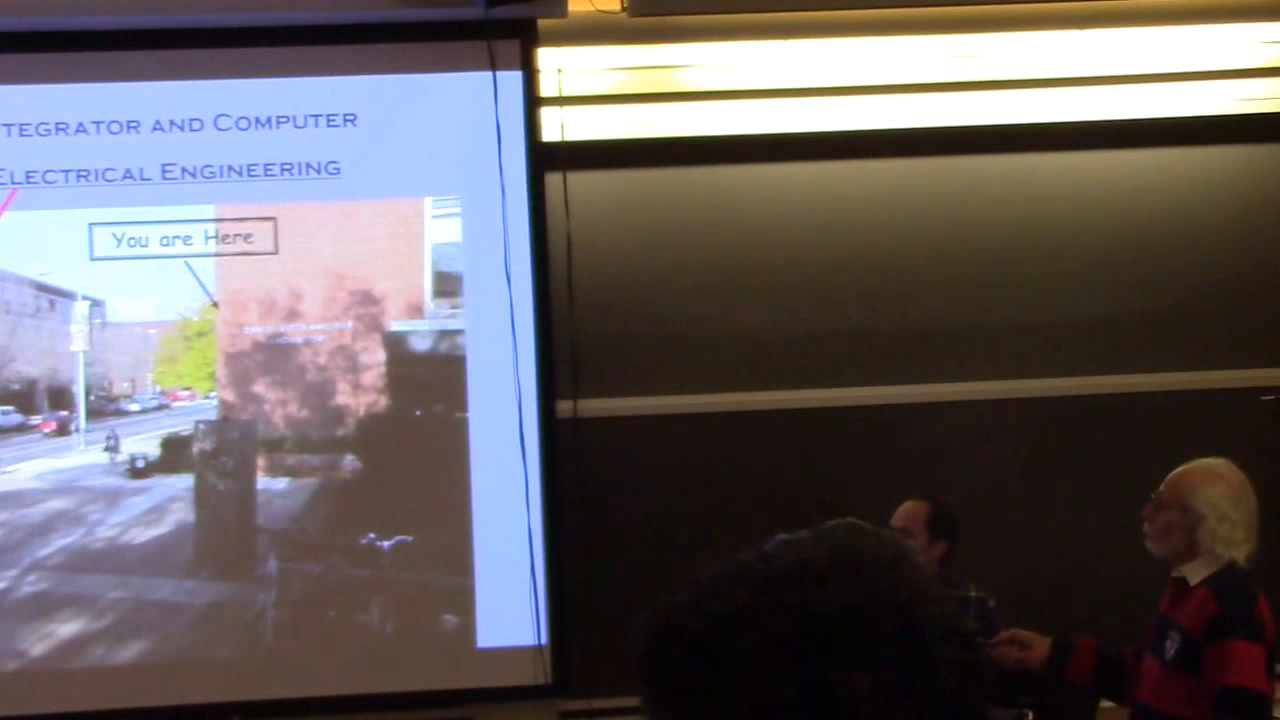 TEGRATOR AND COMPUTER
ELECTRICAL ENGINEERING
You are Here